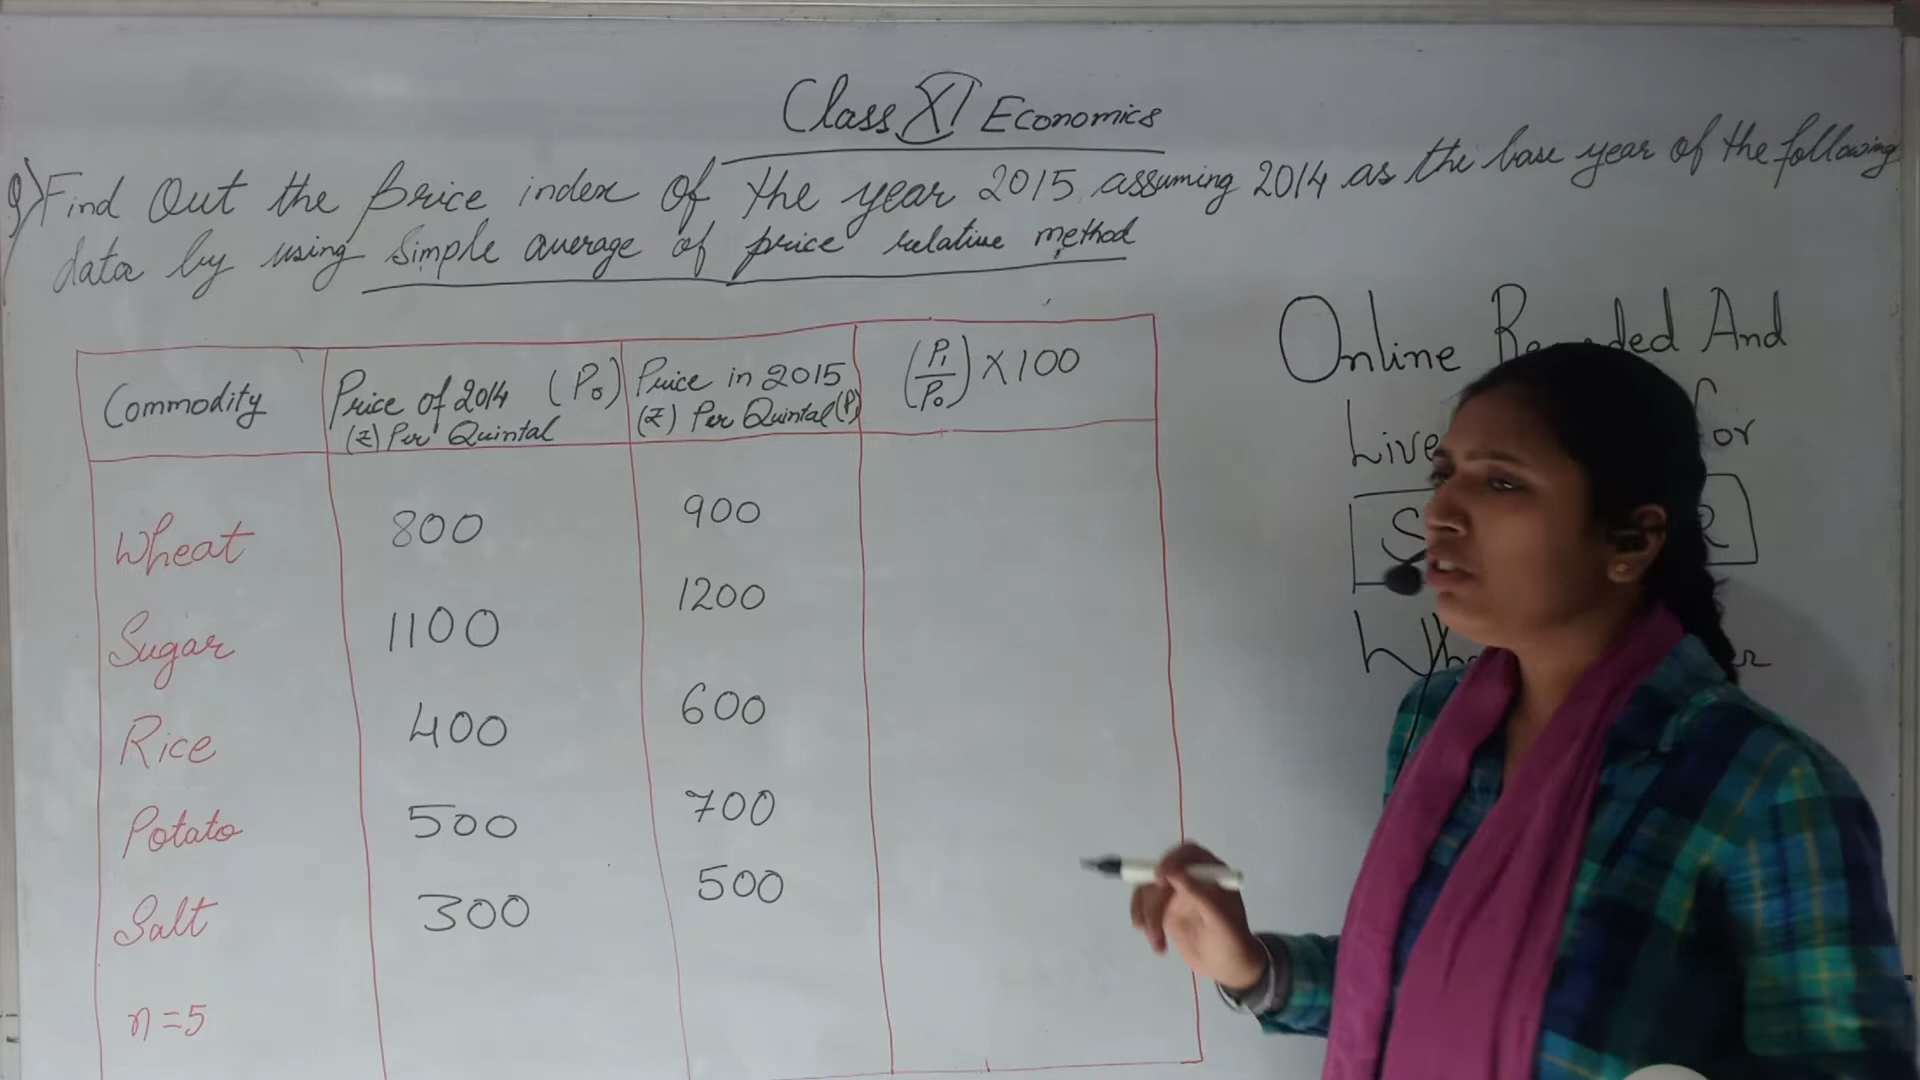 Class XI Economics
Q) Find Out the price index of the year 2015 assuming 2014 as the base year of the following
data by using simple average of price relative method
Commodity
Price of 2014 (P₀)
(₹) Per Quintal
Price in 2015
(₹) Per Quintal (P₁)
(P₁/P₀) × 100
Wheat 800 900
Sugar 1100 1200
Rice 400 600
Potato 500 700
Salt 300 500
n = 5
Online And
Live for